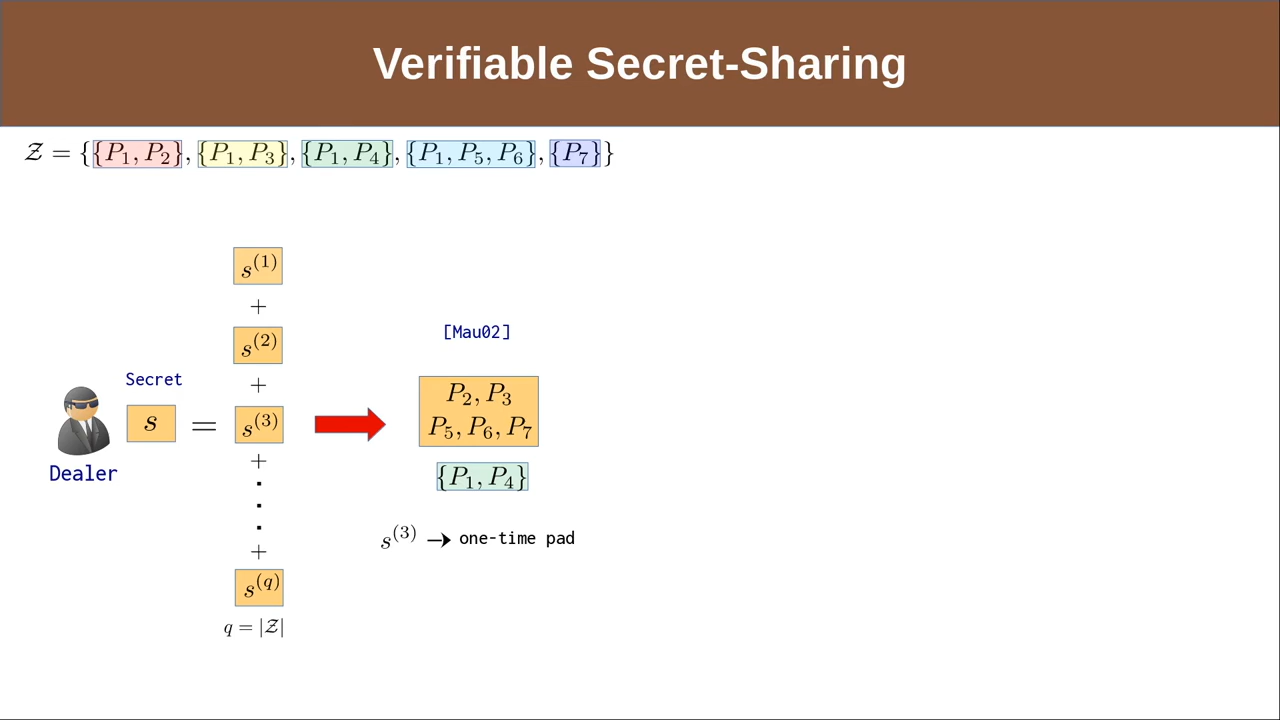 Verifiable Secret-Sharing
𝒵 = {{P₁, P₂}, {P₁, P₃}, {P₁, P₄}, {P₁, P₅, P₆}, {P₇}}
s⁽¹⁾
+
s⁽²⁾
+
[Mau02]
Secret
s = s⁽³⁾
P₂, P₃
P₅, P₆, P₇
Dealer
+
{P₁, P₄}
.
.
.
+
s⁽³⁾ → one-time pad
s⁽q⁾
q = |𝒵|